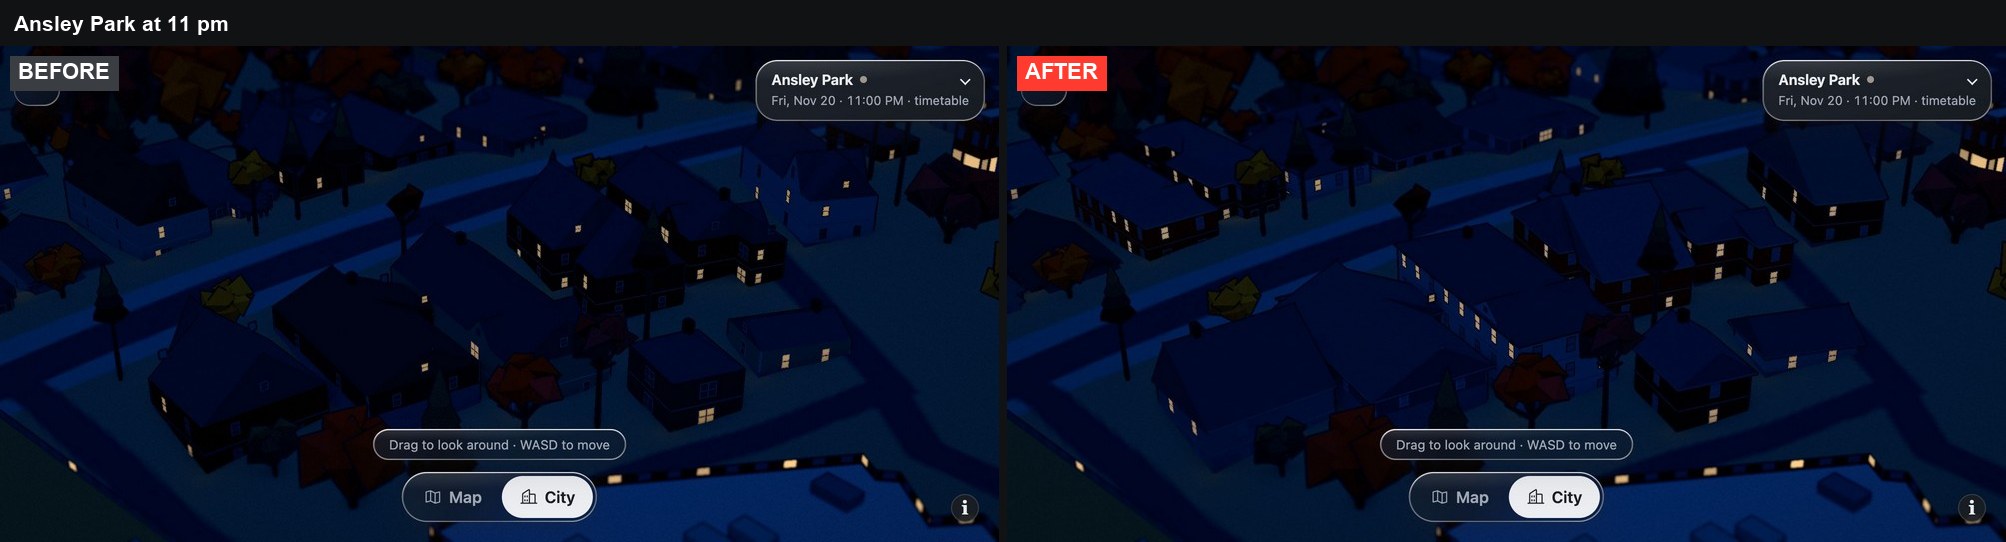 Ansley Park at 11 pm
BEFORE
Ansley Park
Fri, Nov 20 · 11:00 PM · timetable
Drag to look around · WASD to move
Map
City
i
AFTER
Ansley Park
Fri, Nov 20 · 11:00 PM · timetable
Drag to look around · WASD to move
Map
City
i